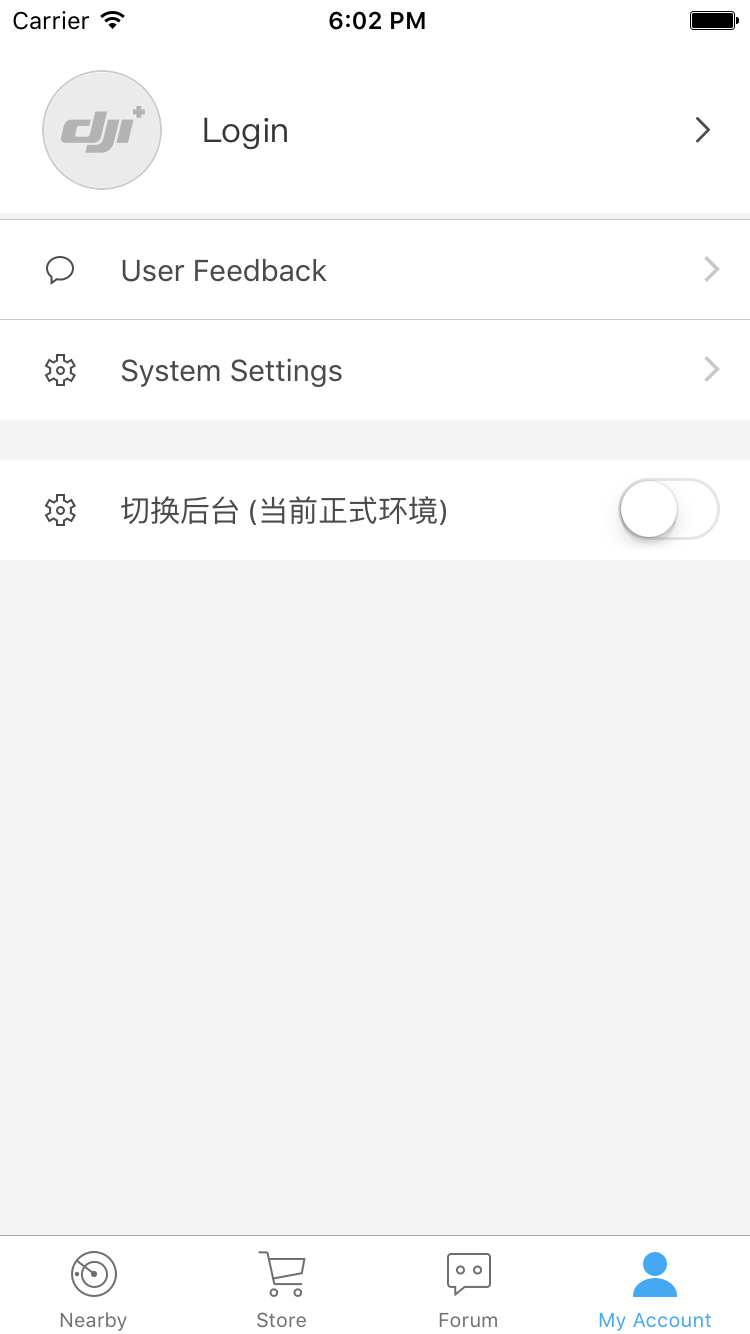 Carrier 6:02 PM
dji+
Login
User Feedback
System Settings
切换后台 (当前正式环境)
Nearby Store Forum My Account